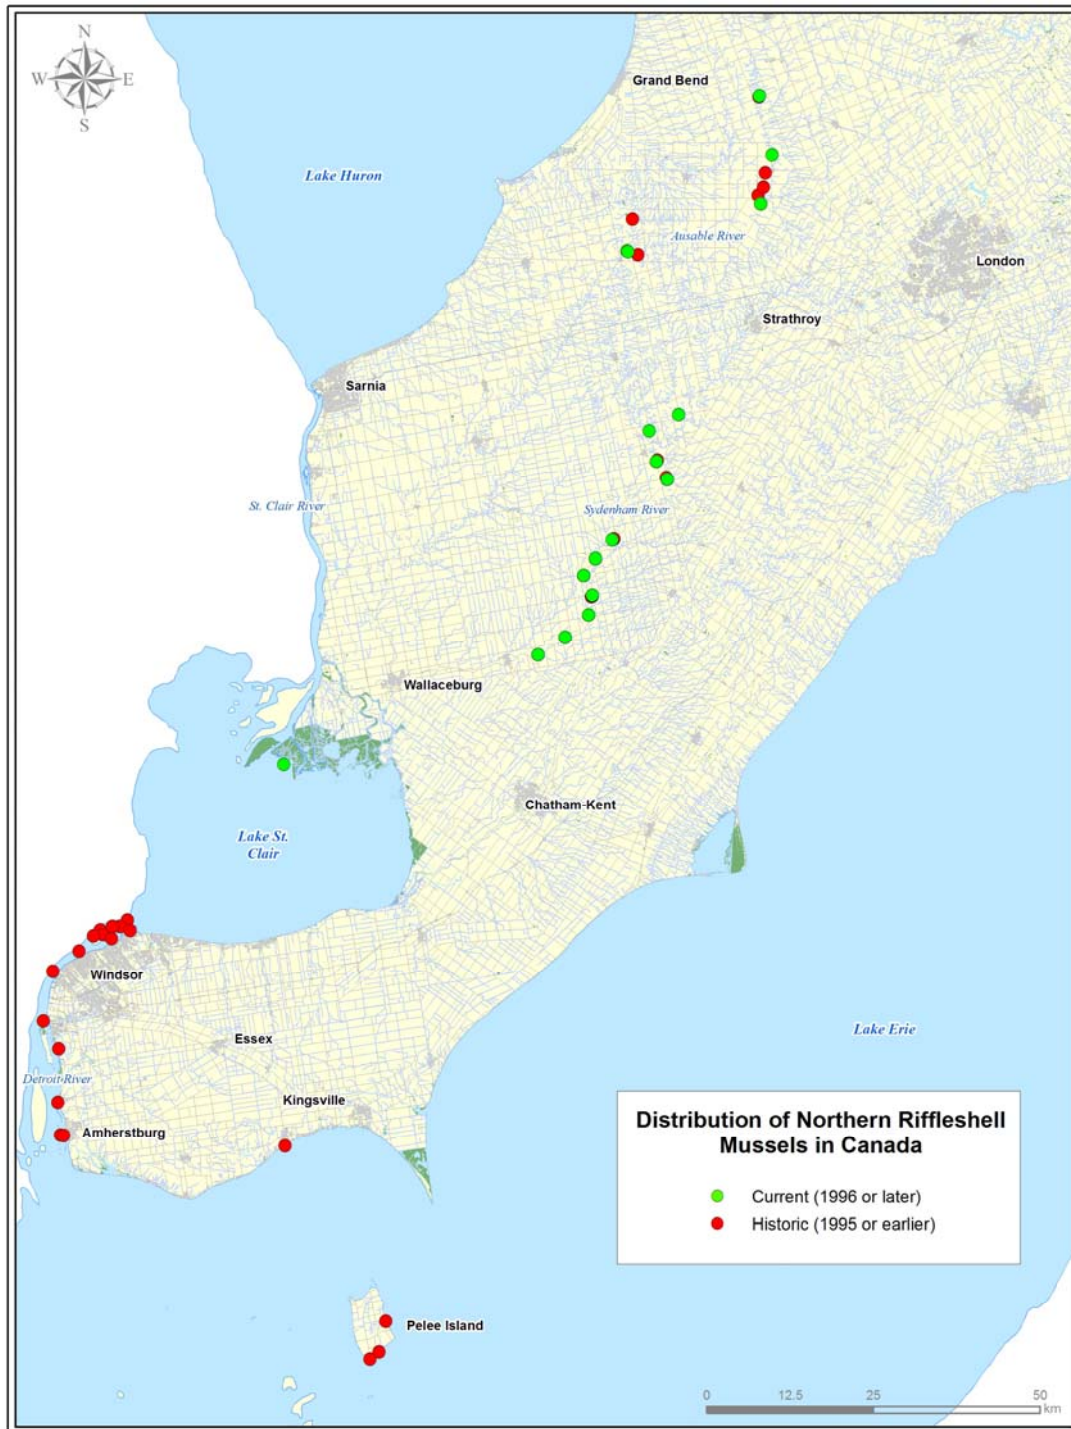 N
W E
S
Grand Bend
Lake Huron
Ausable River
London
Strathroy
Sarnia
St. Clair River
Sydenham River
Wallaceburg
Chatham-Kent
Lake St.
Clair
Windsor
Lake Erie
Essex
Detroit River
Kingsville
Amherstburg
Distribution of Northern Riffleshell
Mussels in Canada
Current (1996 or later)
Historic (1995 or earlier)
Pelee Island
0 12.5 25 50
km